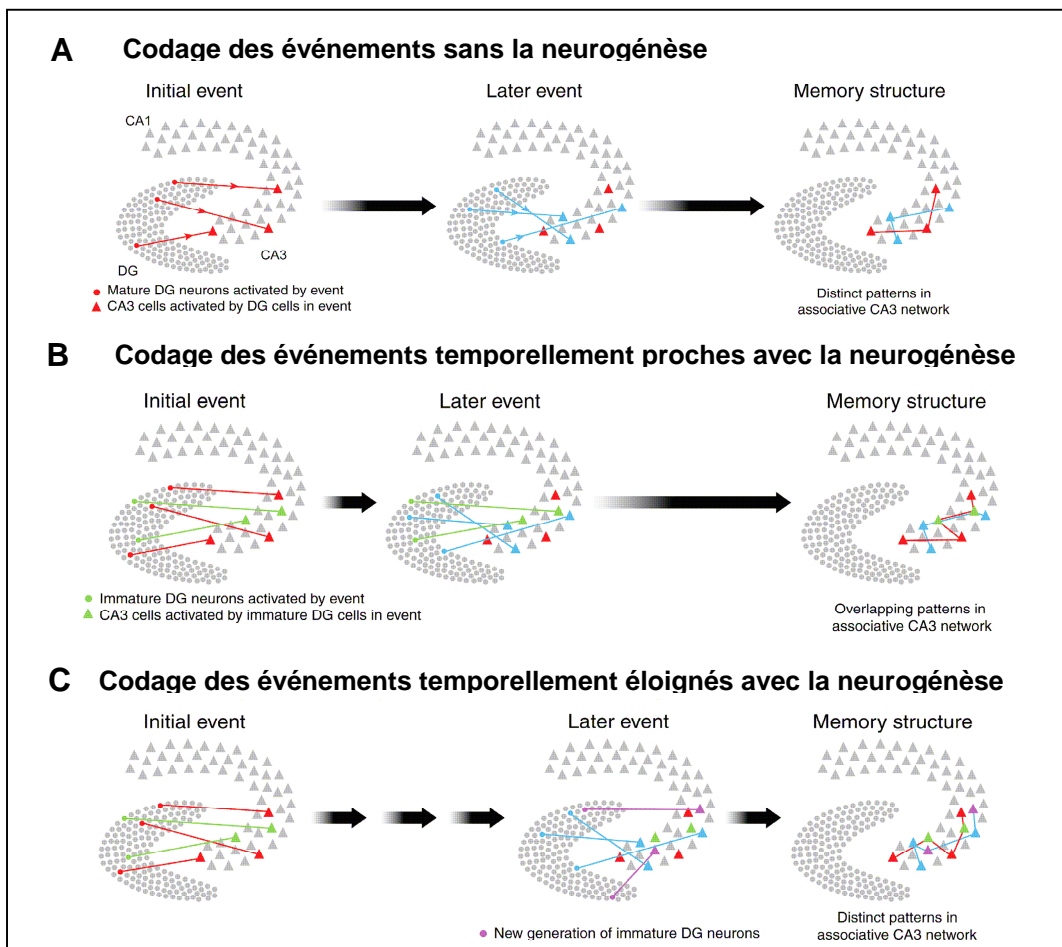 A Codage des événements sans la neurogénèse
Initial event Later event Memory structure
CA1
CA3
DG
Mature DG neurons activated by event
CA3 cells activated by DG cells in event
Distinct patterns in
associative CA3 network
B Codage des événements temporellement proches avec la neurogénèse
Initial event Later event Memory structure
Immature DG neurons activated by event
CA3 cells activated by immature DG cells in event
Overlapping patterns in
associative CA3 network
C Codage des événements temporellement éloignés avec la neurogénèse
Initial event Later event Memory structure
New generation of immature DG neurons
Distinct patterns in
associative CA3 network